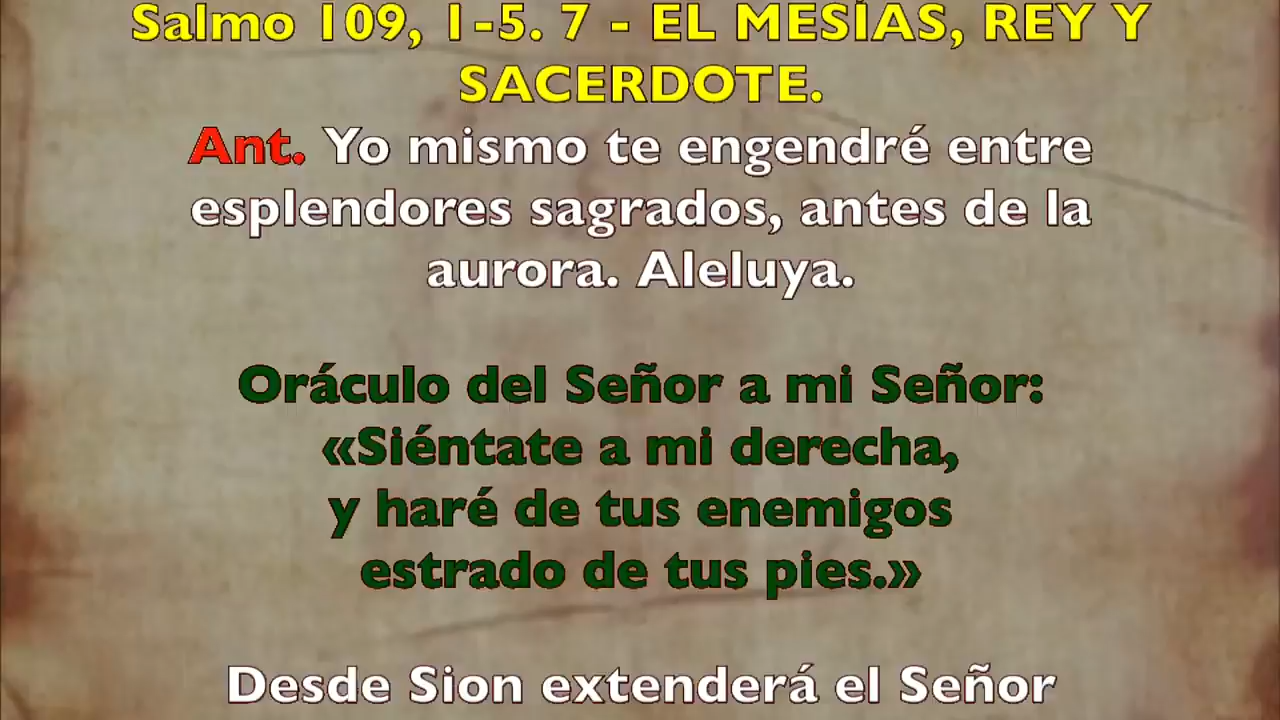 Salmo 109, 1-5. 7 - EL MESÍAS, REY Y
SACERDOTE.
Ant. Yo mismo te engendré entre
esplendores sagrados, antes de la
aurora. Aleluya.
Oráculo del Señor a mi Señor:
«Siéntate a mi derecha,
y haré de tus enemigos
estrado de tus pies.»
Desde Sion extenderá el Señor